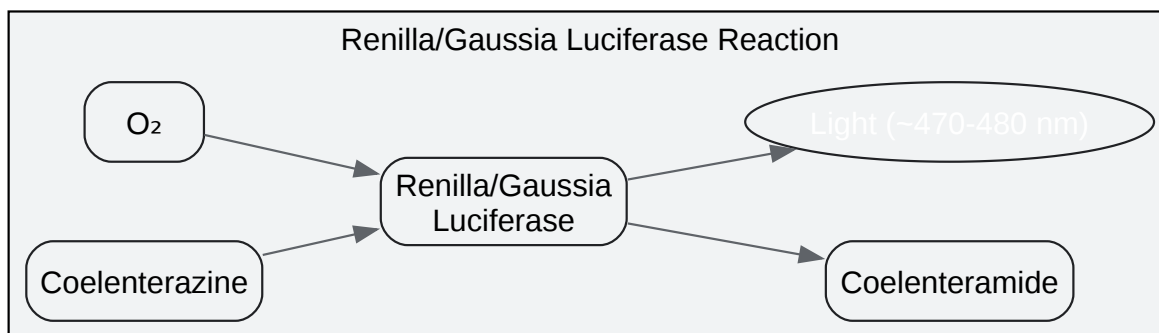 Renilla/Gaussia Luciferase Reaction
O₂
Light (~470-480 nm)
Renilla/Gaussia
Luciferase
Coelenterazine
Coelenteramide